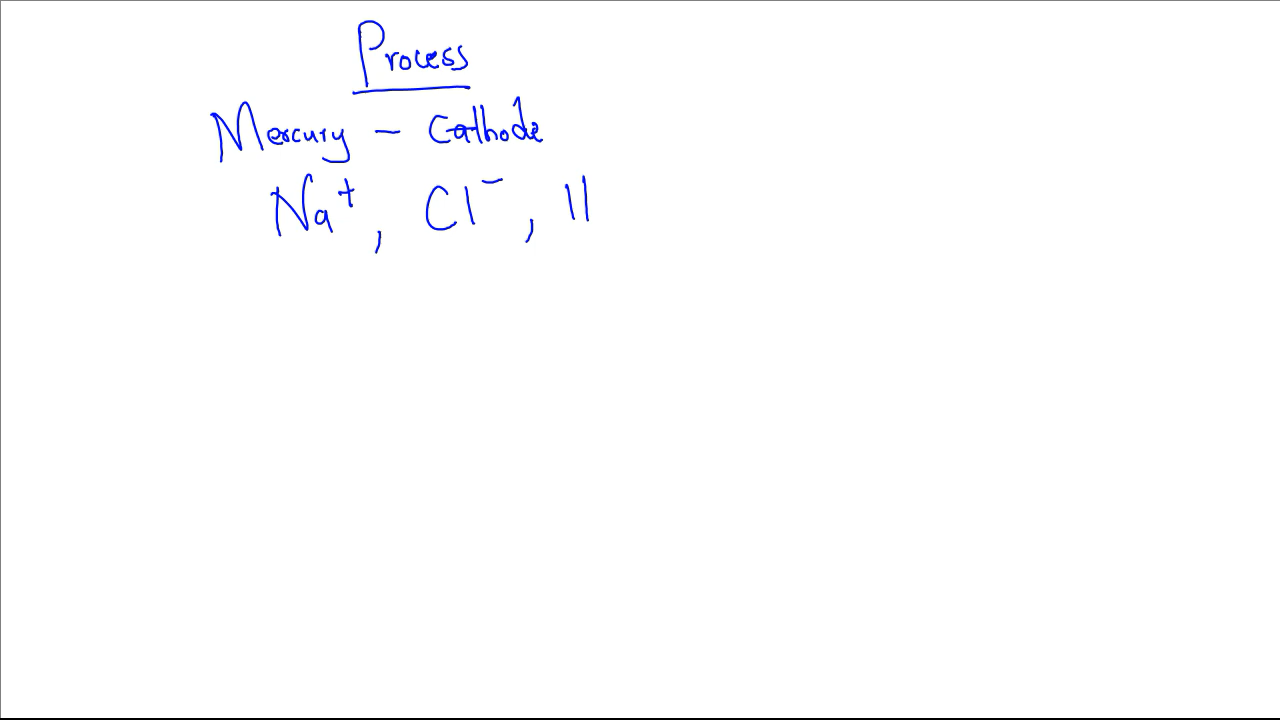 Process
Mercury - Cathode
Na⁺, Cl⁻, 11